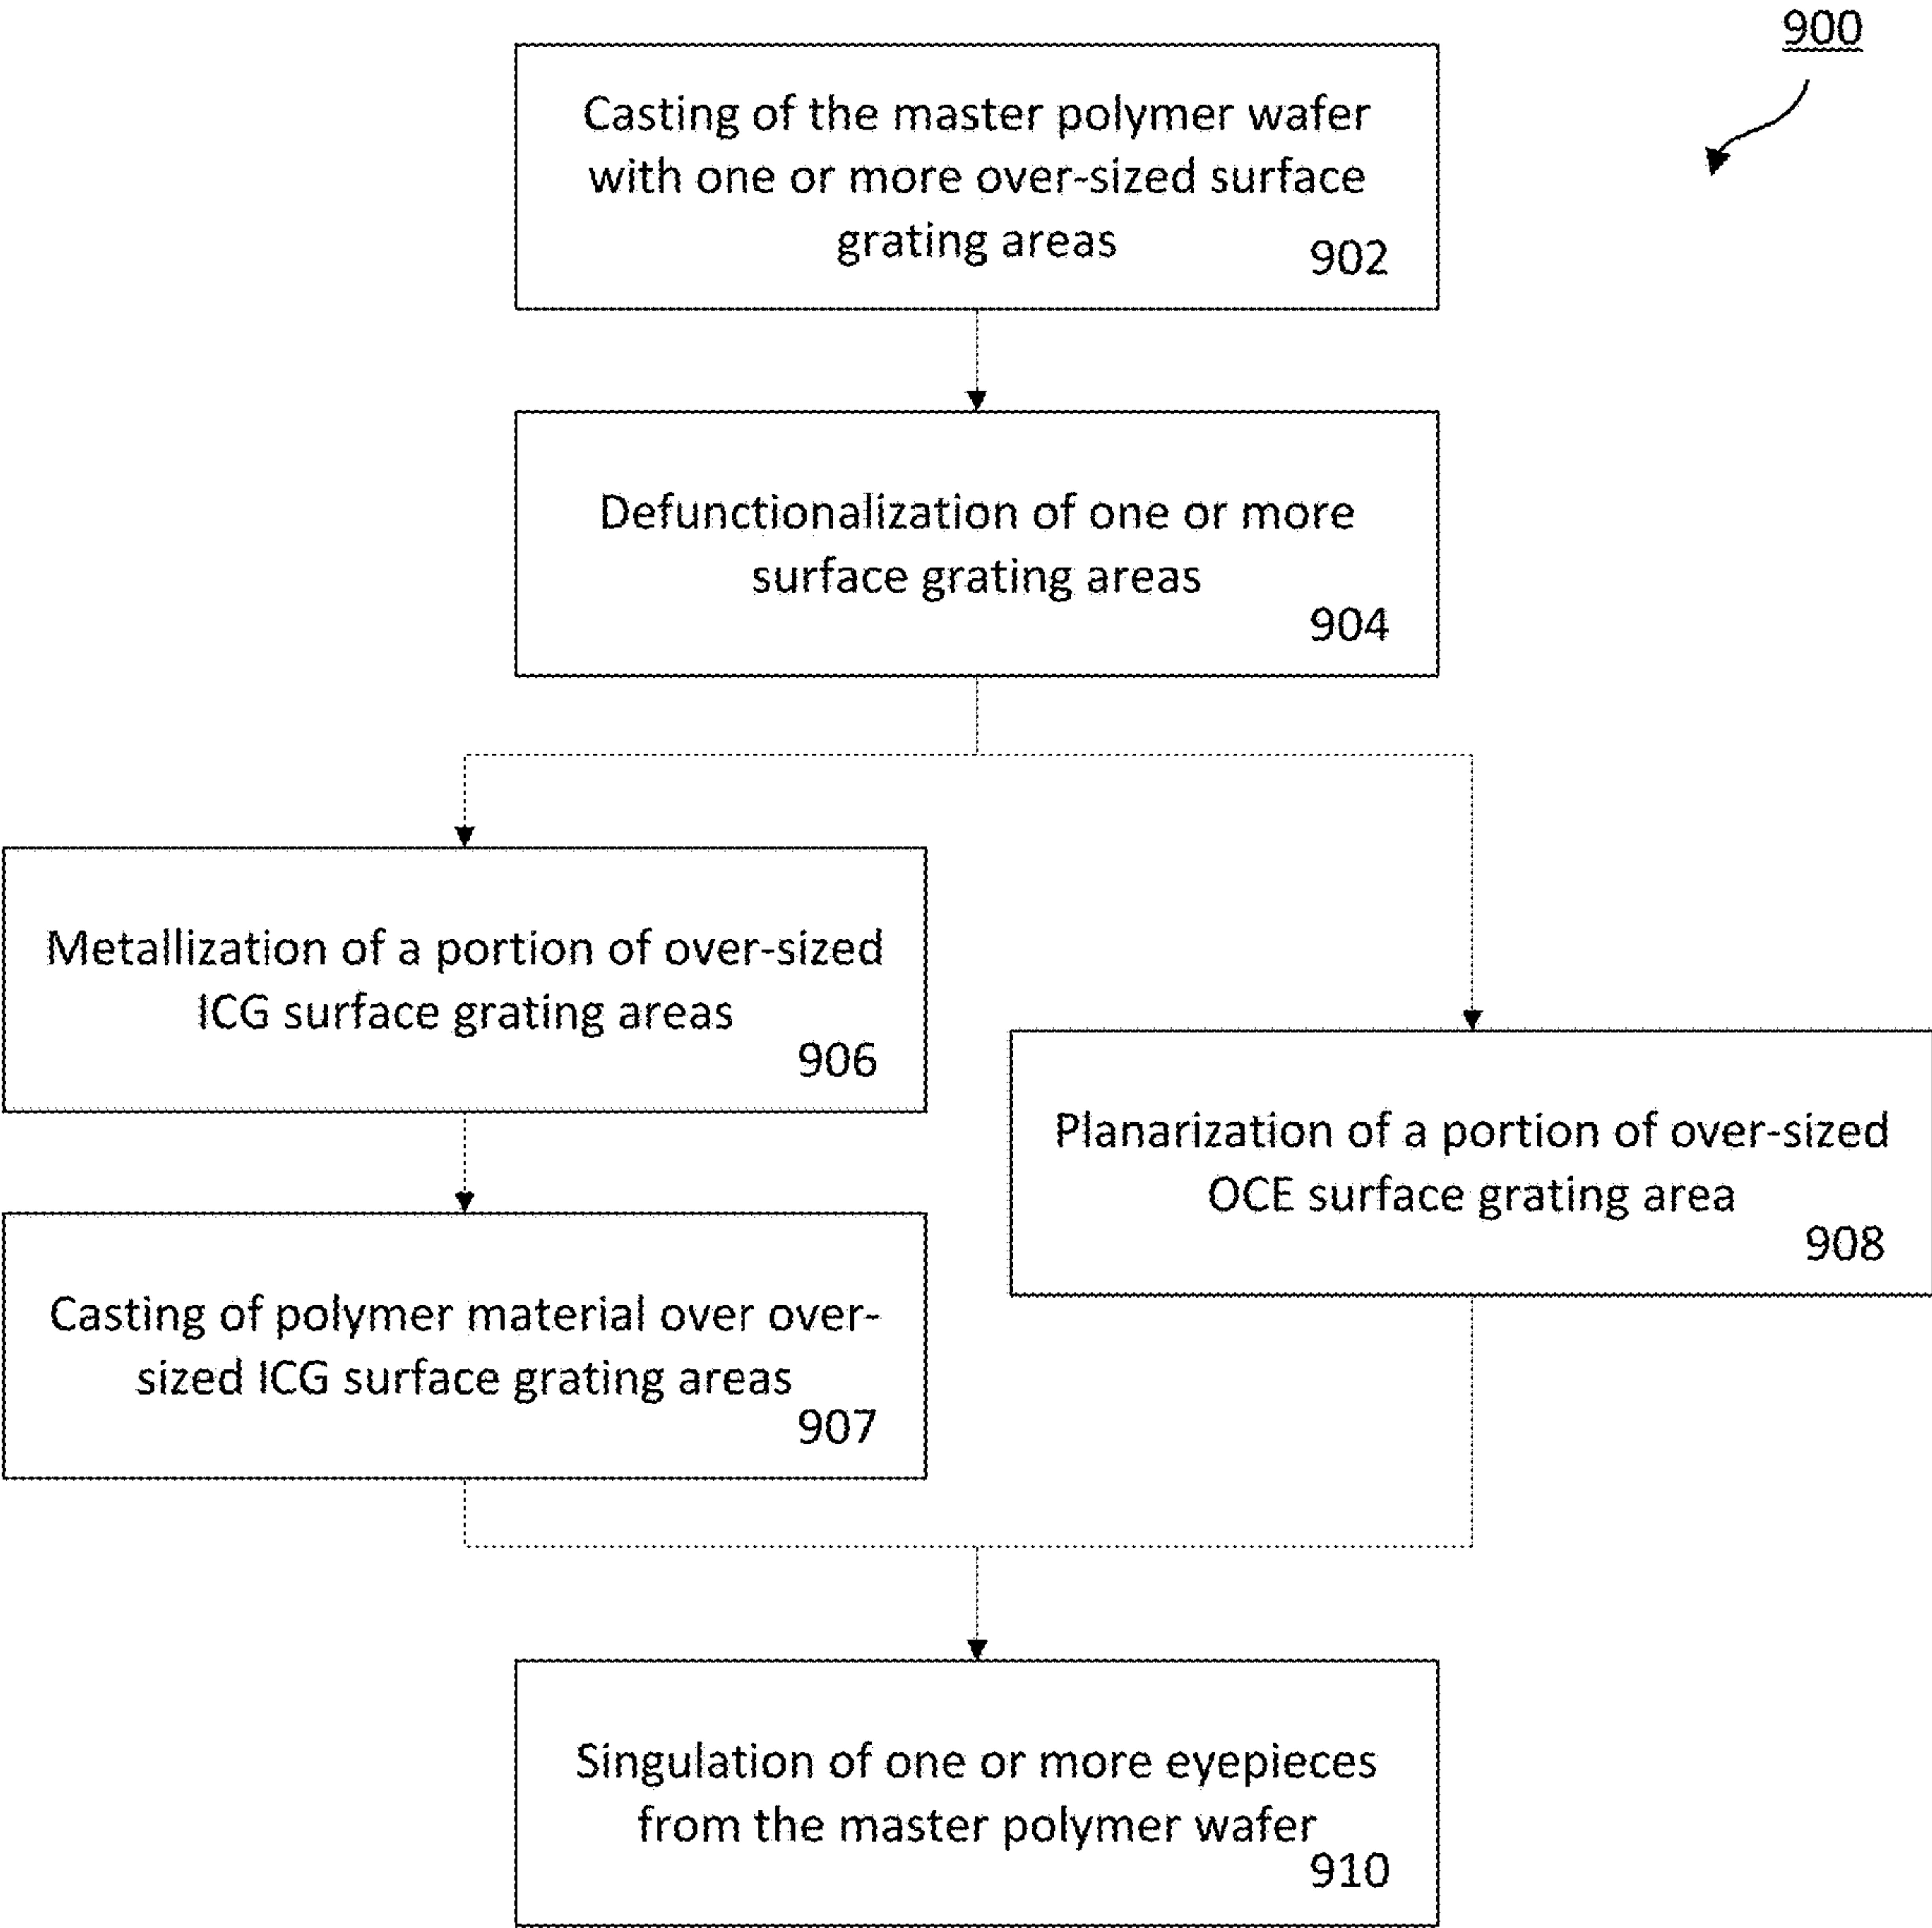 900
Casting of the master polymer wafer
with one or more over-sized surface
grating areas
902
Defunctionalization of one or more
surface grating areas
904
Metallization of a portion of over-sized
ICG surface grating areas
906
Planarization of a portion of over-sized
OCE surface grating area
908
Casting of polymer material over over-
sized ICG surface grating areas
907
Singulation of one or more eyepieces
from the master polymer wafer
910